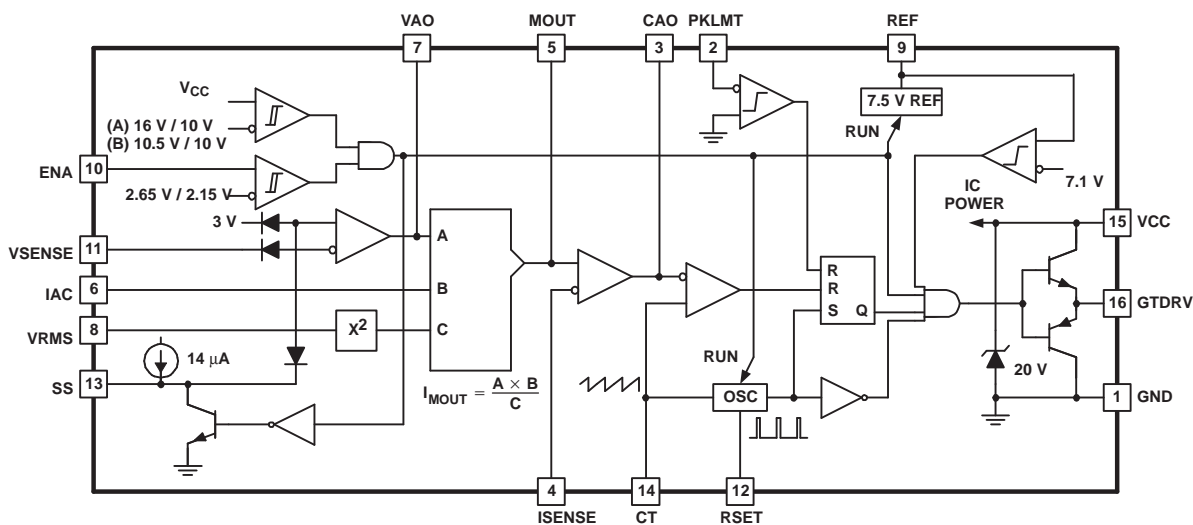 VAO
MOUT
CAO
PKLMT
REF
7
5
3
2
9
VCC
(A) 16 V / 10 V
(B) 10.5 V / 10 V
7.5 V REF
RUN
ENA
10
2.65 V / 2.15 V
7.1 V
IC
POWER
3 V
15
VCC
VSENSE
11
A
IAC
6
B
R
R
S
Q
16
GTDRV
VRMS
8
X2
C
14 μA
RUN
20 V
SS
13
IMOUT = A × B
C
OSC
1
GND
4
14
12
ISENSE
CT
RSET